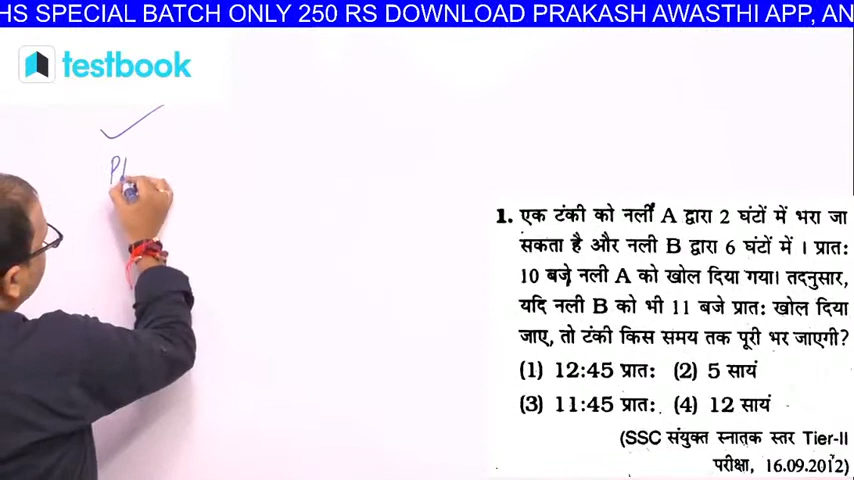 HS SPECIAL BATCH ONLY 250 RS DOWNLOAD PRAKASH AWASTHI APP, AN
testbook
1. एक टंकी को नली A द्वारा 2 घंटों में भरा जा
सकता है और नली B द्वारा 6 घंटों में । प्रात:
10 बजे नली A को खोल दिया गया। तदनुसार,
यदि नली B को भी 11 बजे प्रात: खोल दिया
जाए, तो टंकी किस समय तक पूरी भर जाएगी?
(1) 12:45 प्रात: (2) 5 सायं
(3) 11:45 प्रात: (4) 12 सायं
(SSC संयुक्त स्नातक स्तर Tier-II
परीक्षा, 16.09.2012)